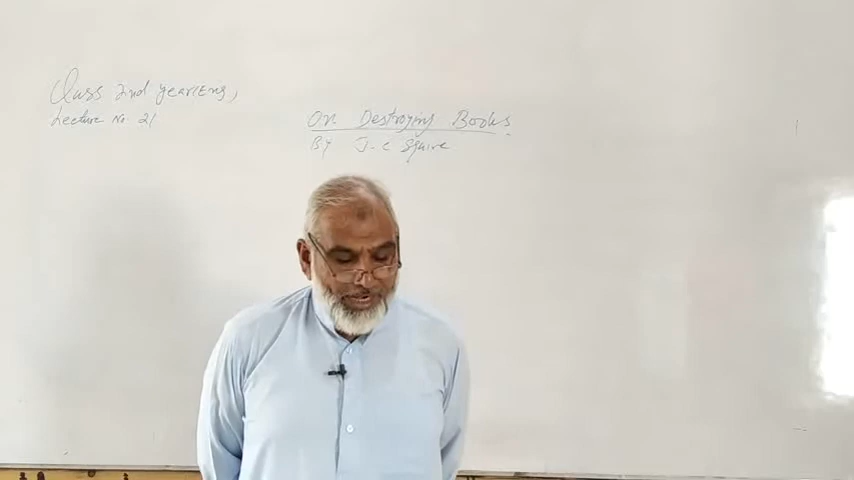 Class 2nd year(Eng,
Lecture No. 21
On Destroying Books.
By J-C Squire